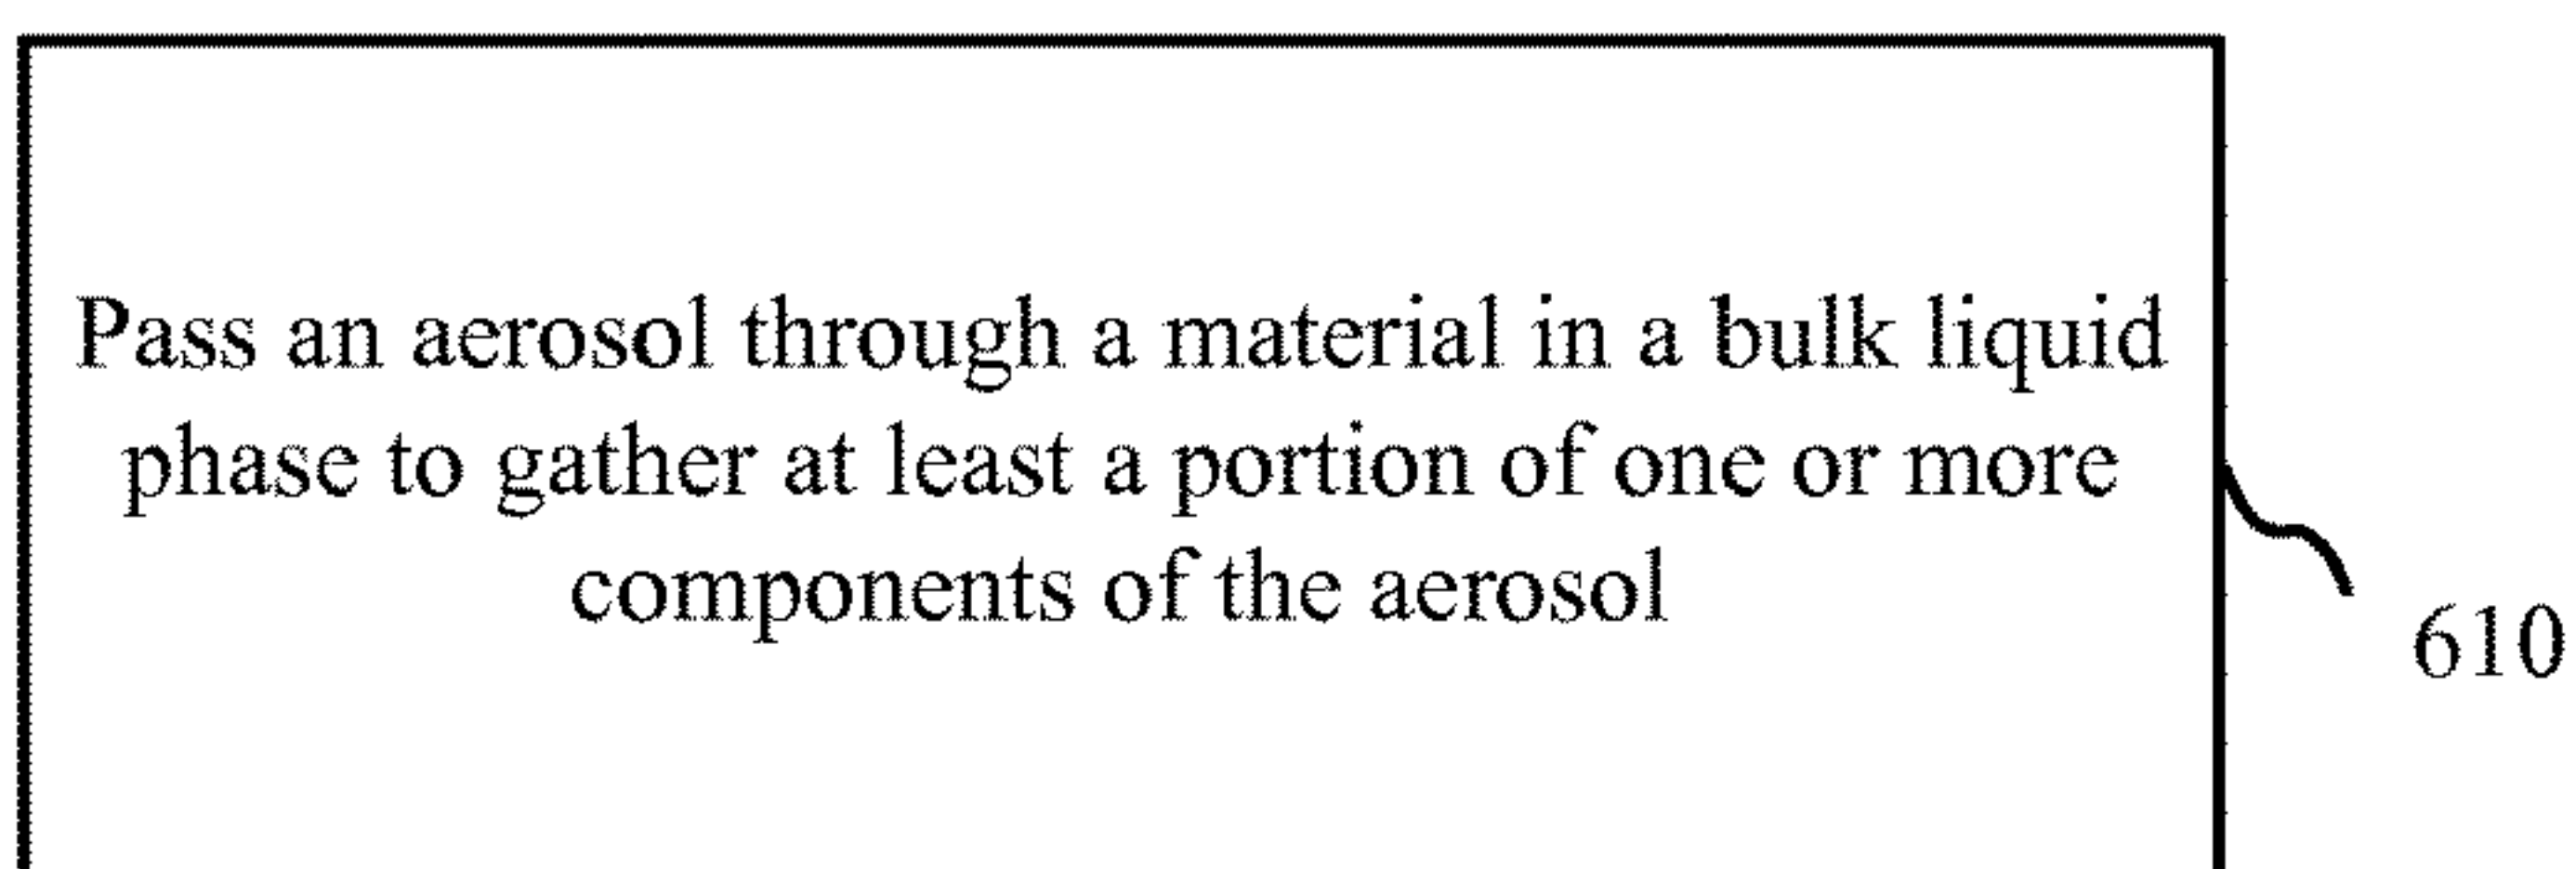 Pass an aerosol through a material in a bulk liquid
phase to gather at least a portion of one or more
components of the aerosol
610